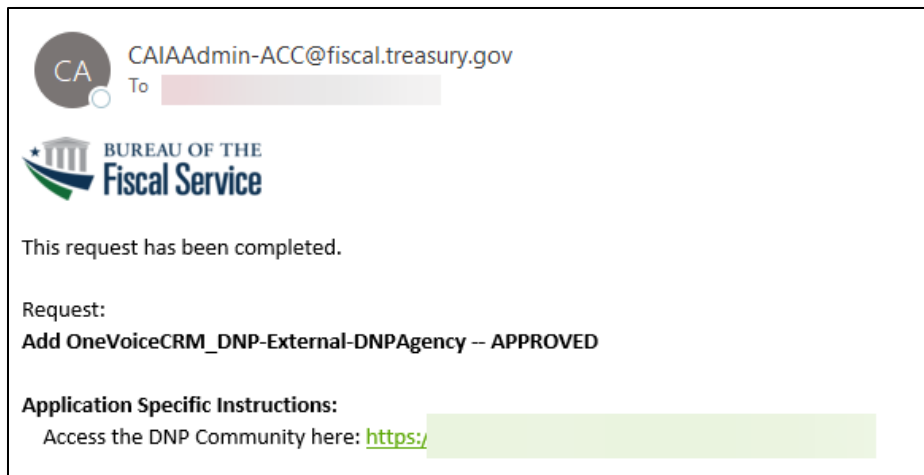 CA
CAIAAdmin-ACC@fiscal.treasury.gov
To
BUREAU OF THE
Fiscal Service
This request has been completed.
Request:
Add OneVoiceCRM_DNP-External-DNPAgency -- APPROVED
Application Specific Instructions:
Access the DNP Community here: https:/